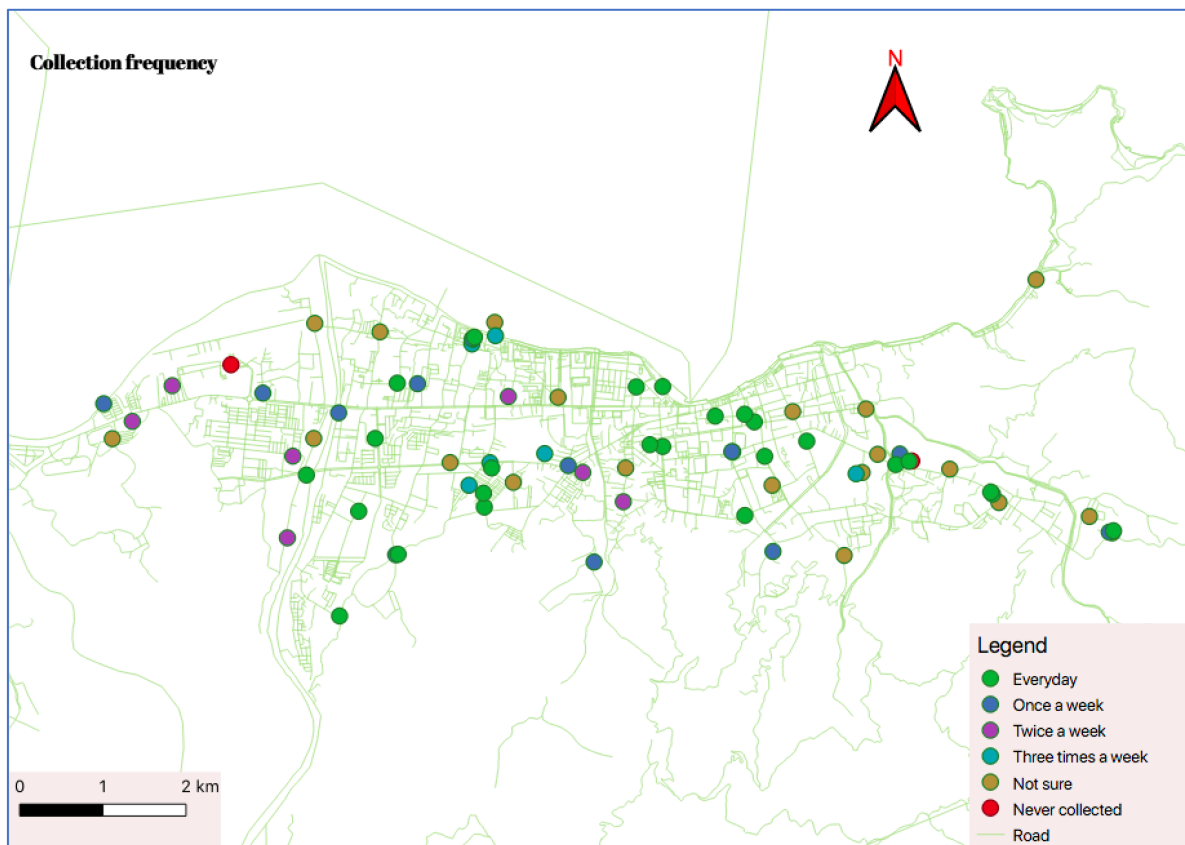 Collection frequency
N
Legend
Everyday
Once a week
Twice a week
Three times a week
Not sure
Never collected
Road
0 1 2 km